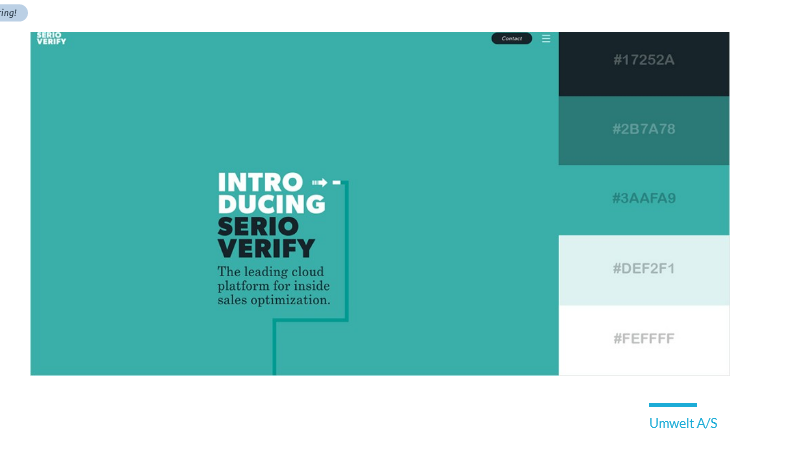 ring!
SERIO
VERIFY
Contact
INTRO
DUCING
SERIO
VERIFY
The leading cloud
platform for inside
sales optimization.
#17252A
#2B7A78
#3AAFA9
#DEF2F1
#FEFFFF
Umwelt A/S